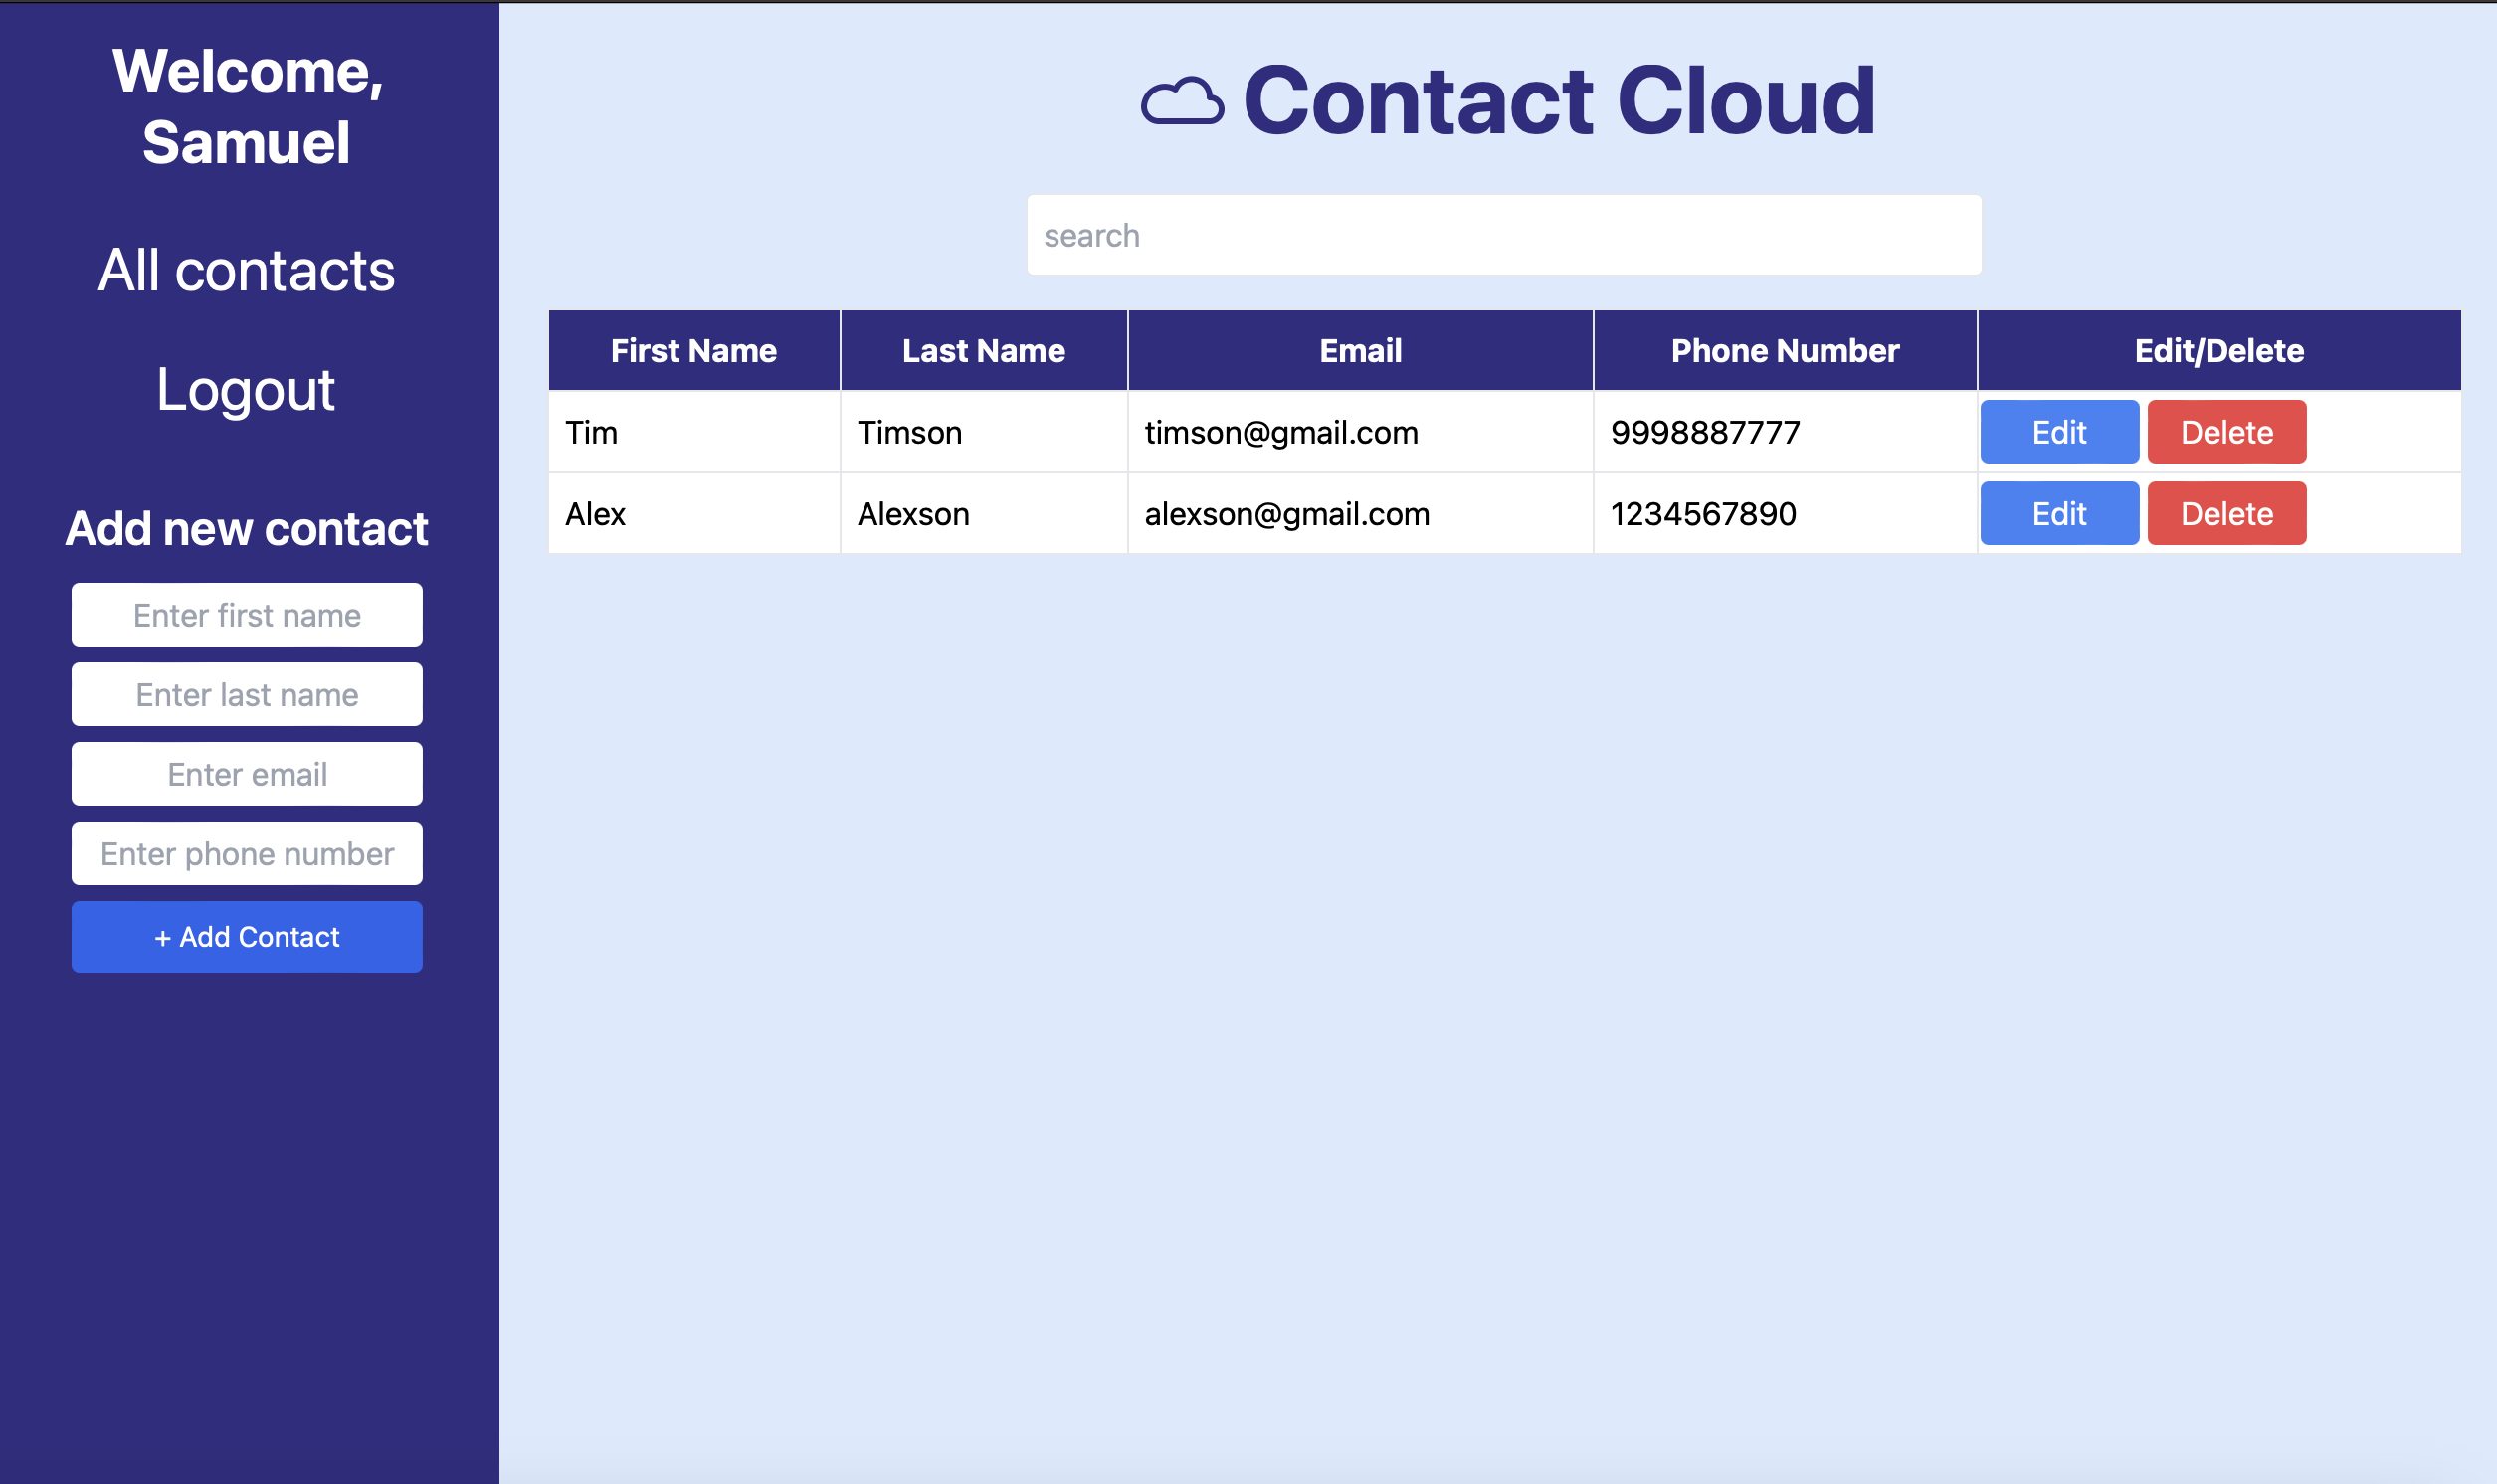 Welcome,
Samuel
All contacts
Logout
Add new contact
Enter first name
Enter last name
Enter email
Enter phone number
+ Add Contact
Contact Cloud
search
First Name Last Name Email Phone Number Edit/Delete
Tim Timson timson@gmail.com 9998887777 Edit Delete
Alex Alexson alexson@gmail.com 1234567890 Edit Delete